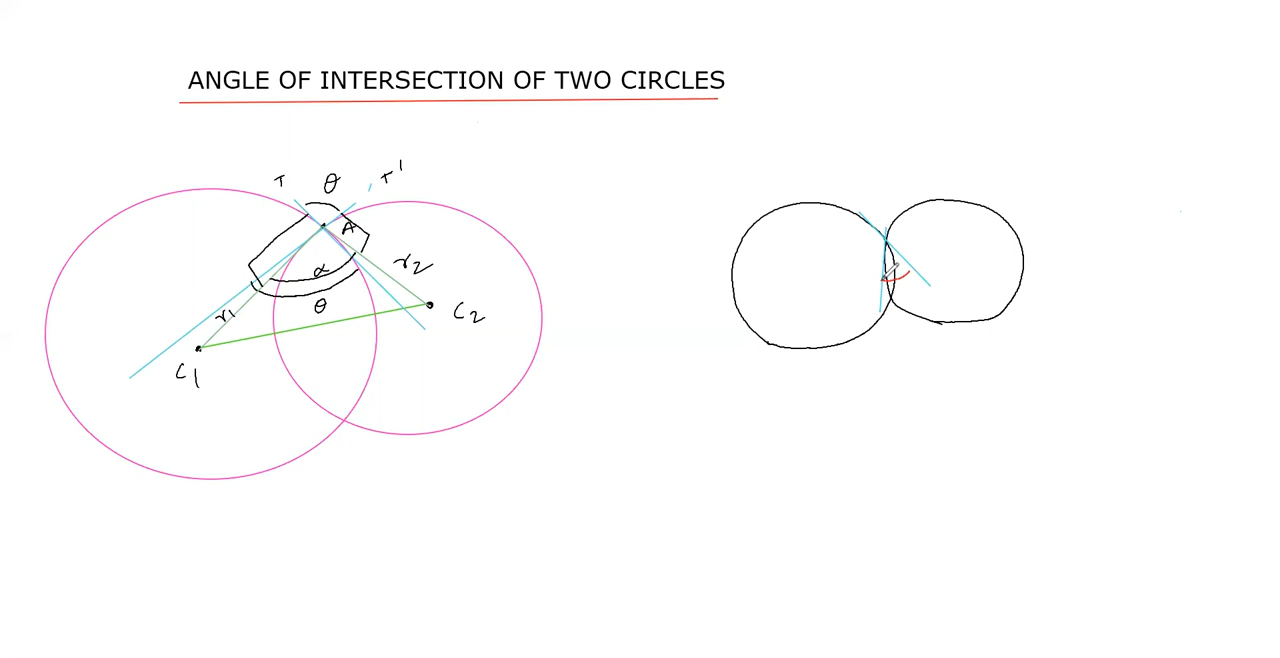 ANGLE OF INTERSECTION OF TWO CIRCLES
T θ T'
A
α r2
θ
r1 C2
C1